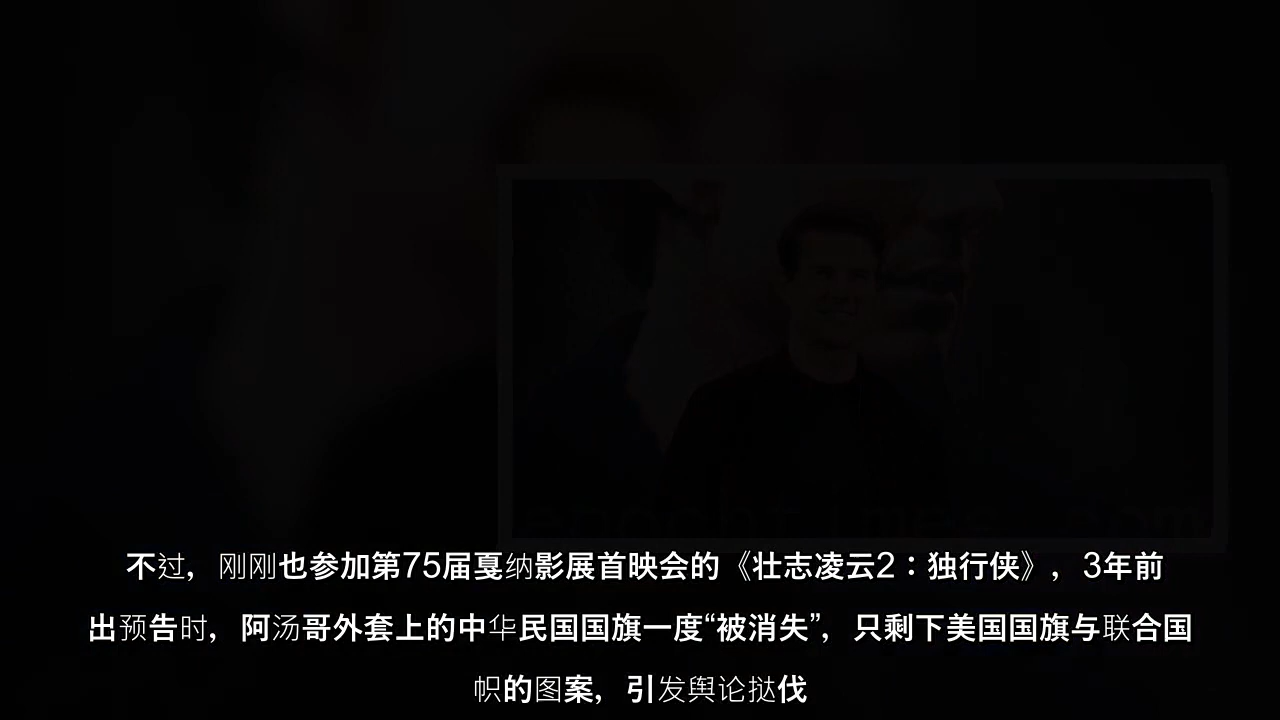 不过，刚刚也参加第75届戛纳影展首映会的《壮志凌云2：独行侠》，3年前
出预告时，阿汤哥外套上的中华民国国旗一度“被消失”，只剩下美国国旗与联合国
帜的图案，引发舆论挞伐